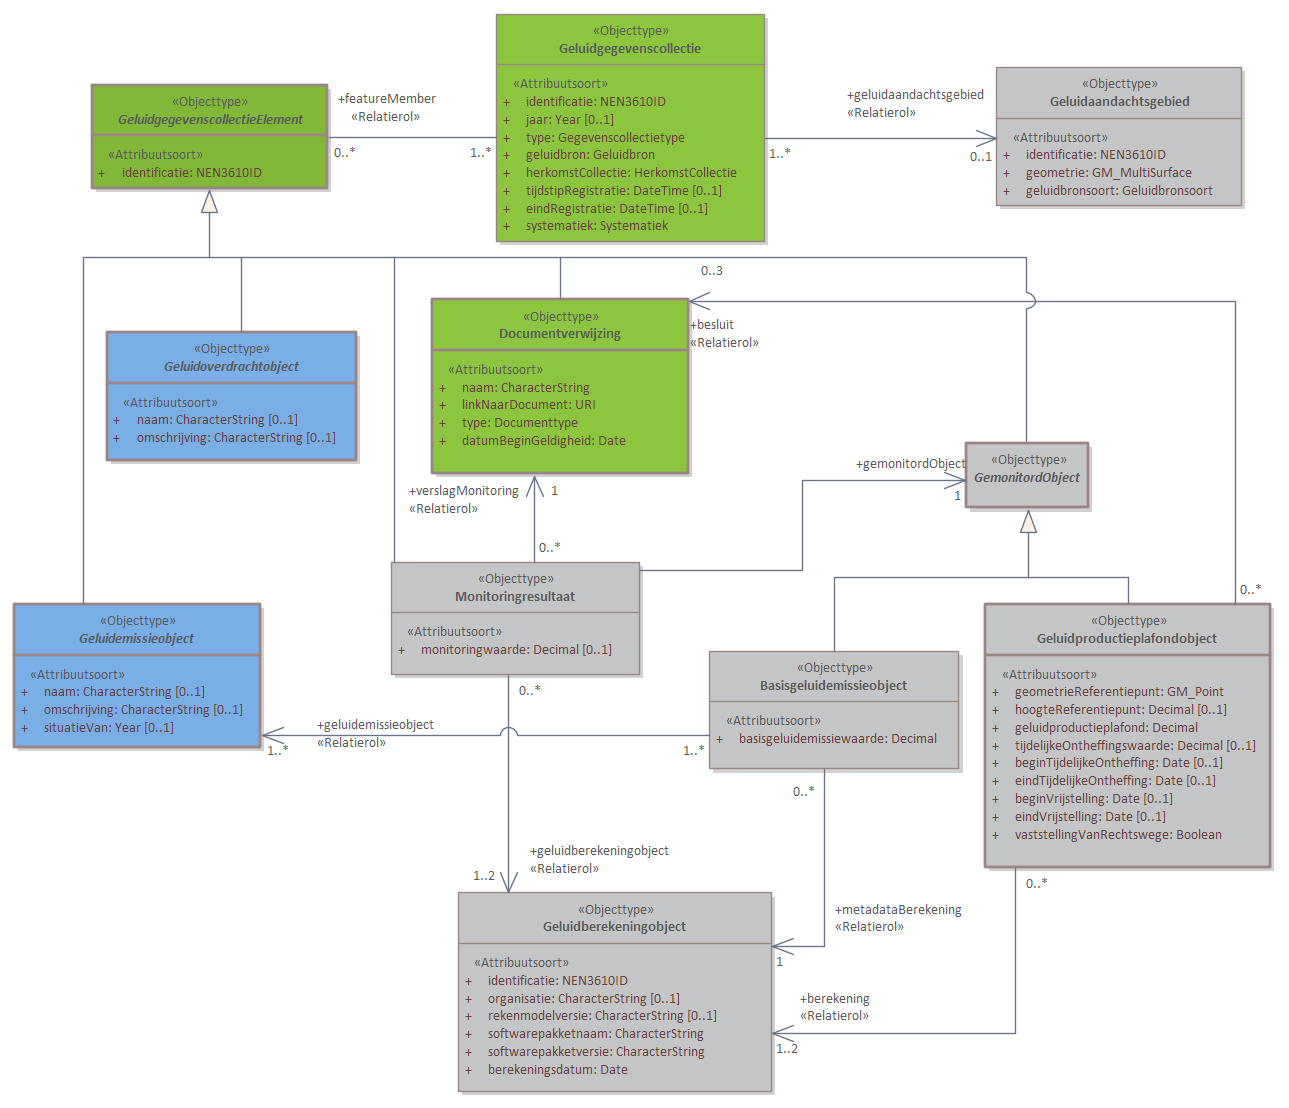 «Objecttype»
Geluidgegevenscollectie
«Attribuutsoort»
+ identificatie: NEN3610ID
+ jaar: Year [0..1]
+ type: Gegevenscollectietype
+ geluidbron: Geluidbron
+ herkomstCollectie: HerkomstCollectie
+ tijdstipRegistratie: DateTime [0..1]
+ eindRegistratie: DateTime [0..1]
+ systematiek: Systematiek
«Objecttype»
GeluidgegevenscollectieElement
«Attribuutsoort»
+ identificatie: NEN3610ID
+featureMember
«Relatierol»
0..*
1..*
+geluidaandachtsgebied
«Relatierol»
1..*
0..1
«Objecttype»
Geluidaandachtsgebied
«Attribuutsoort»
+ identificatie: NEN3610ID
+ geometrie: GM_MultiSurface
+ geluidbronsoort: Geluidbronsoort
0..3
+besluit
«Relatierol»
«Objecttype»
Documentverwijzing
«Attribuutsoort»
+ naam: CharacterString
+ linkNaarDocument: URI
+ type: Documenttype
+ datumBeginGeldigheid: Date
«Objecttype»
Geluidoverdrachtobject
«Attribuutsoort»
+ naam: CharacterString [0..1]
+ omschrijving: CharacterString [0..1]
+gemonitordObject
1
«Objecttype»
GemonitordObject
+verslagMonitoring
«Relatierol»
1
0..*
«Objecttype»
Monitoringresultaat
«Attribuutsoort»
+ monitoringwaarde: Decimal [0..1]
0..*
0..*
«Objecttype»
Geluidemissieobject
«Attribuutsoort»
+ naam: CharacterString [0..1]
+ omschrijving: CharacterString [0..1]
+ situatieVan: Year [0..1]
+geluidemissieobject
«Relatierol»
1..*
1..*
«Objecttype»
Basisgeluidemissieobject
«Attribuutsoort»
+ basisgeluidemissiewaarde: Decimal
0..*
«Objecttype»
Geluidproductieplafondobject
«Attribuutsoort»
+ geometrieReferentiepunt: GM_Point
+ hoogteReferentiepunt: Decimal [0..1]
+ geluidproductieplafond: Decimal
+ tijdelijkeOntheffingswaarde: Decimal [0..1]
+ beginTijdelijkeOntheffing: Date [0..1]
+ eindTijdelijkeOntheffing: Date [0..1]
+ beginVrijstelling: Date [0..1]
+ eindVrijstelling: Date [0..1]
+ vaststellingVanRechtswege: Boolean
0..*
+geluidberekeningobject
«Relatierol»
1..2
+metadataBerekening
«Relatierol»
1
+berekening
«Relatierol»
1..2
«Objecttype»
Geluidberekeningobject
«Attribuutsoort»
+ identificatie: NEN3610ID
+ organisatie: CharacterString [0..1]
+ rekenmodelversie: CharacterString [0..1]
+ softwarepakketnaam: CharacterString
+ softwarepakketversie: CharacterString
+ berekeningsdatum: Date